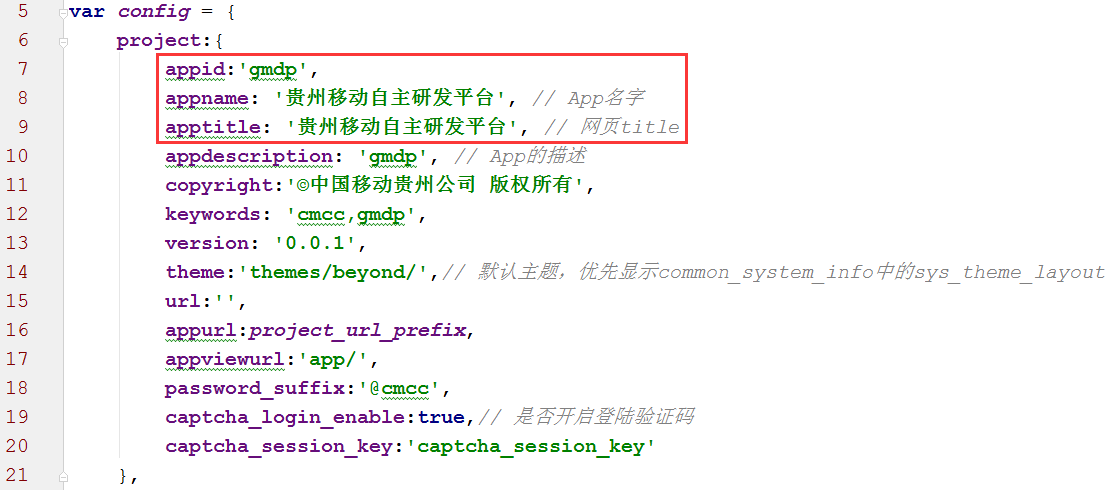 5 var config = {
6 project:{
7 appid:'gmdp',
8 appname: '贵州移动自主研发平台', // App名字
9 apptitle: '贵州移动自主研发平台', // 网页title
10 appdescription: 'gmdp', // App的描述
11 copyright:'©中国移动贵州公司 版权所有',
12 keywords: 'cmcc,gmdp',
13 version: '0.0.1',
14 theme:'themes/beyond/',// 默认主题，优先显示common_system_info中的sys_theme_layout
15 url:'',
16 appurl:project_url_prefix,
17 appviewurl:'app/',
18 password_suffix:'@cmcc',
19 captcha_login_enable:true,// 是否开启登陆验证码
20 captcha_session_key:'captcha_session_key'
21 },